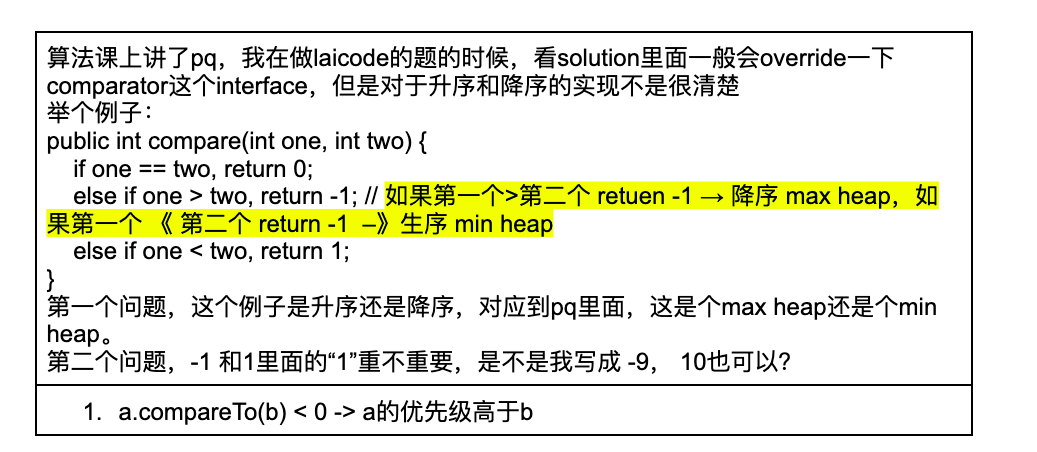 算法课上讲了pq，我在做laicode的题的时候，看solution里面一般会override一下
comparator这个interface，但是对于升序和降序的实现不是很清楚
举个例子：
public int compare(int one, int two) {
if one == two, return 0;
else if one > two, return -1; // 如果第一个>第二个 retuen -1 → 降序 max heap，如
果第一个 《 第二个 return -1 –》生序 min heap
else if one < two, return 1;
}
第一个问题，这个例子是升序还是降序，对应到pq里面，这是个max heap还是个min
heap。
第二个问题，-1 和1里面的“1”重不重要，是不是我写成 -9， 10也可以?
1. a.compareTo(b) < 0 -> a的优先级高于b